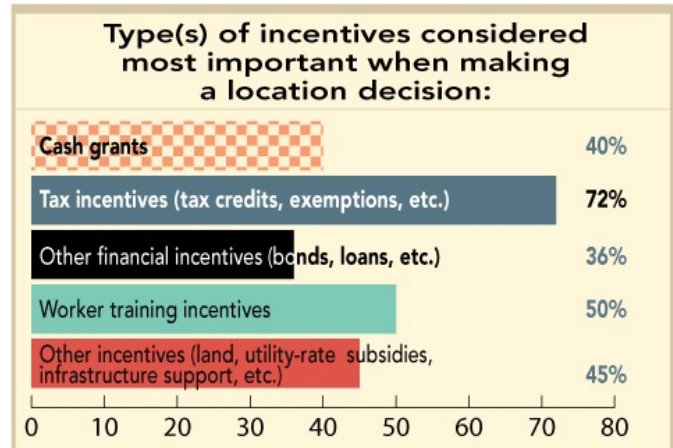 Type(s) of incentives considered
most important when making
a location decision:
Cash grants 40%
Tax incentives (tax credits, exemptions, etc.) 72%
Other financial incentives (bonds, loans, etc.) 36%
Worker training incentives 50%
Other incentives (land, utility-rate subsidies,
infrastructure support, etc.) 45%
0 10 20 30 40 50 60 70 80